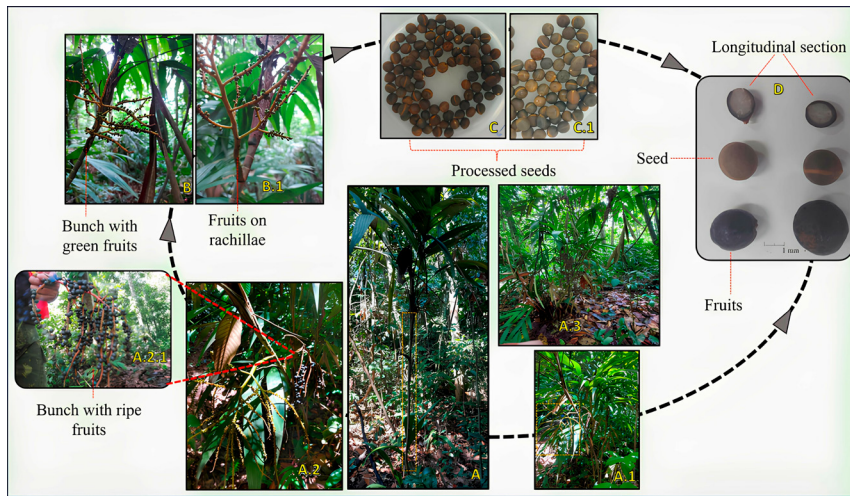 Longitudinal section
D
C
C.1
Seed
Processed seeds
B
B.1
Bunch with
green fruits
Fruits on
rachillae
1 mm
Fruits
A.2.1
A.3
Bunch with ripe
fruits
A.2
A
A.1